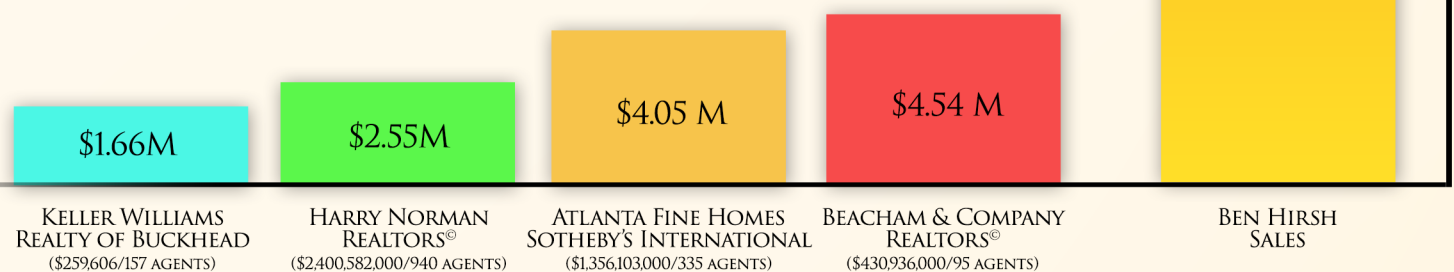 $1.66M
$2.55M
$4.05 M
$4.54 M
KELLER WILLIAMS
REALTY OF BUCKHEAD
($259,606/157 AGENTS)
HARRY NORMAN
REALTORS©
($2,400,582,000/940 AGENTS)
ATLANTA FINE HOMES
SOTHEBY'S INTERNATIONAL
($1,356,103,000/335 AGENTS)
BEACHAM & COMPANY
REALTORS©
($430,936,000/95 AGENTS)
BEN HIRSH
SALES